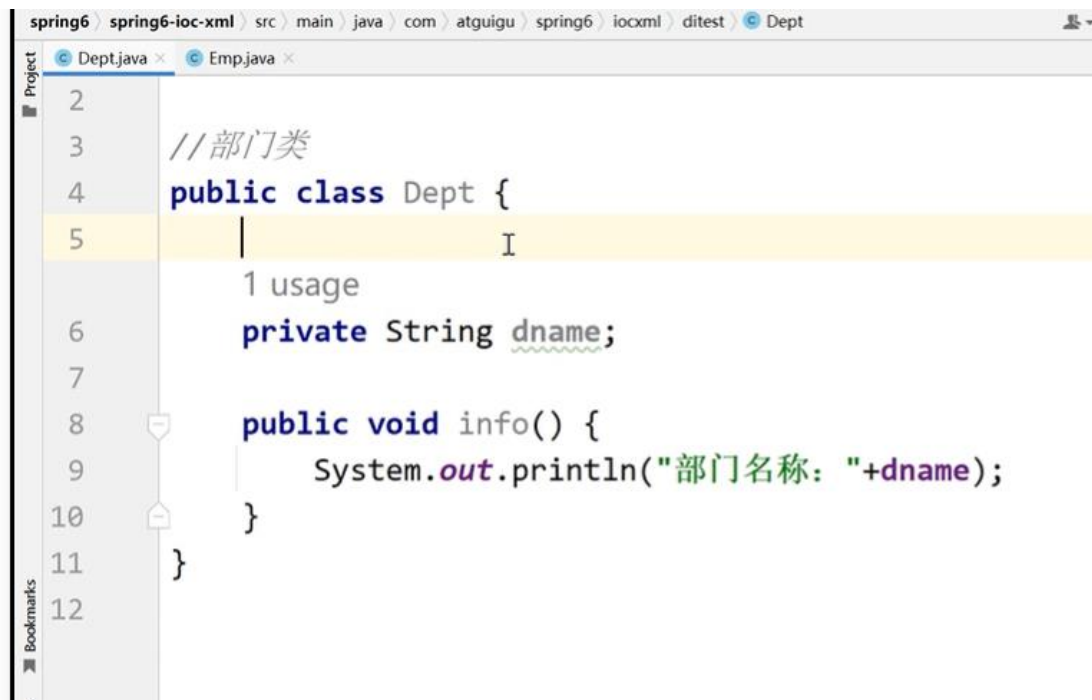 spring6 spring6-ioc-xml src main java com atguigu spring6 iocxml ditest Dept
Project
Dept.java Emp.java
2
3 //部门类
4 public class Dept {
5
1 usage
6 private String dname;
7
8 public void info() {
9 System.out.println("部门名称："+dname);
10 }
11 }
12
Bookmarks